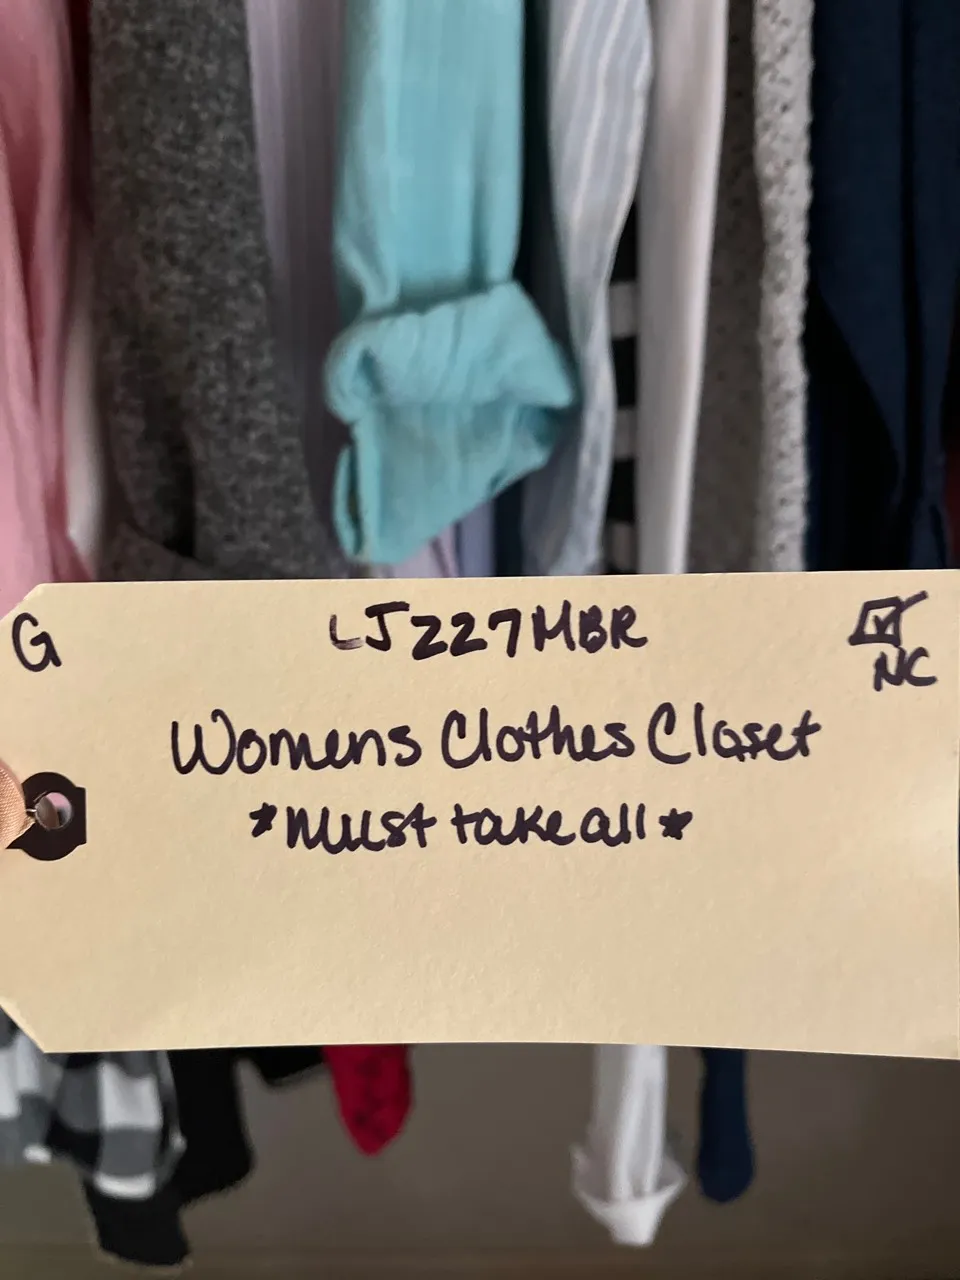 G LJ227MBR ☑
NC
Womens Clothes Closet
*Must take all*